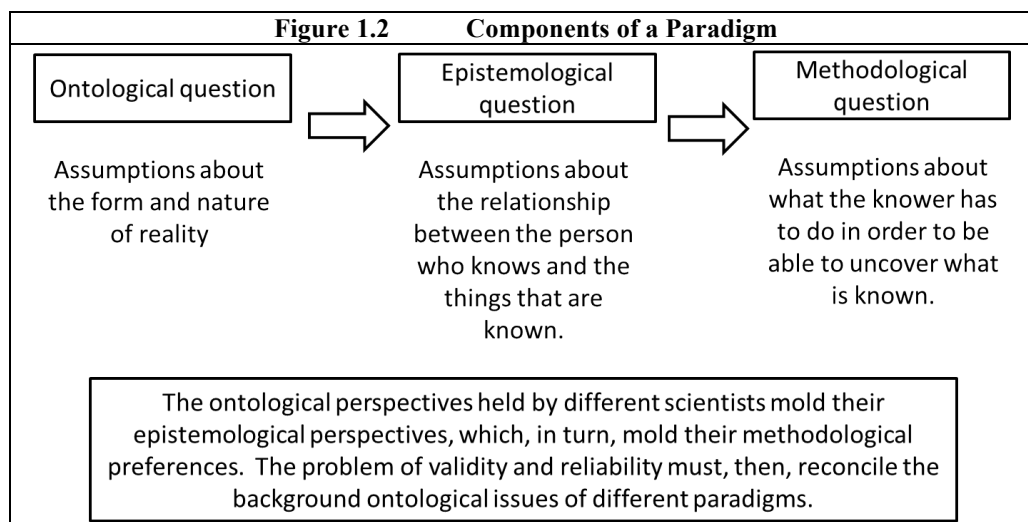 Figure 1.2 Components of a Paradigm
Ontological question
Epistemological
question
Methodological
question
Assumptions about
the form and nature
of reality
Assumptions about
the relationship
between the person
who knows and the
things that are
known.
Assumptions about
what the knower has
to do in order to be
able to uncover what
is known.
The ontological perspectives held by different scientists mold their
epistemological perspectives, which, in turn, mold their methodological
preferences.  The problem of validity and reliability must, then, reconcile the
background ontological issues of different paradigms.